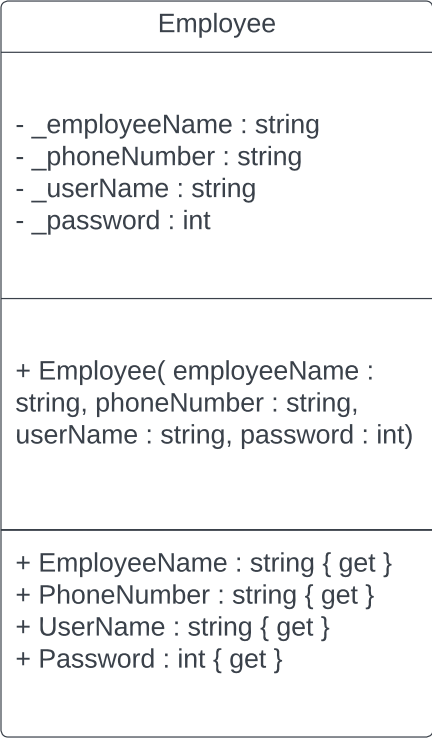 Employee
- _employeeName : string
- _phoneNumber : string
- _userName : string
- _password : int
+ Employee( employeeName :
string, phoneNumber : string,
userName : string, password : int)
+ EmployeeName : string { get }
+ PhoneNumber : string { get }
+ UserName : string { get }
+ Password : int { get }